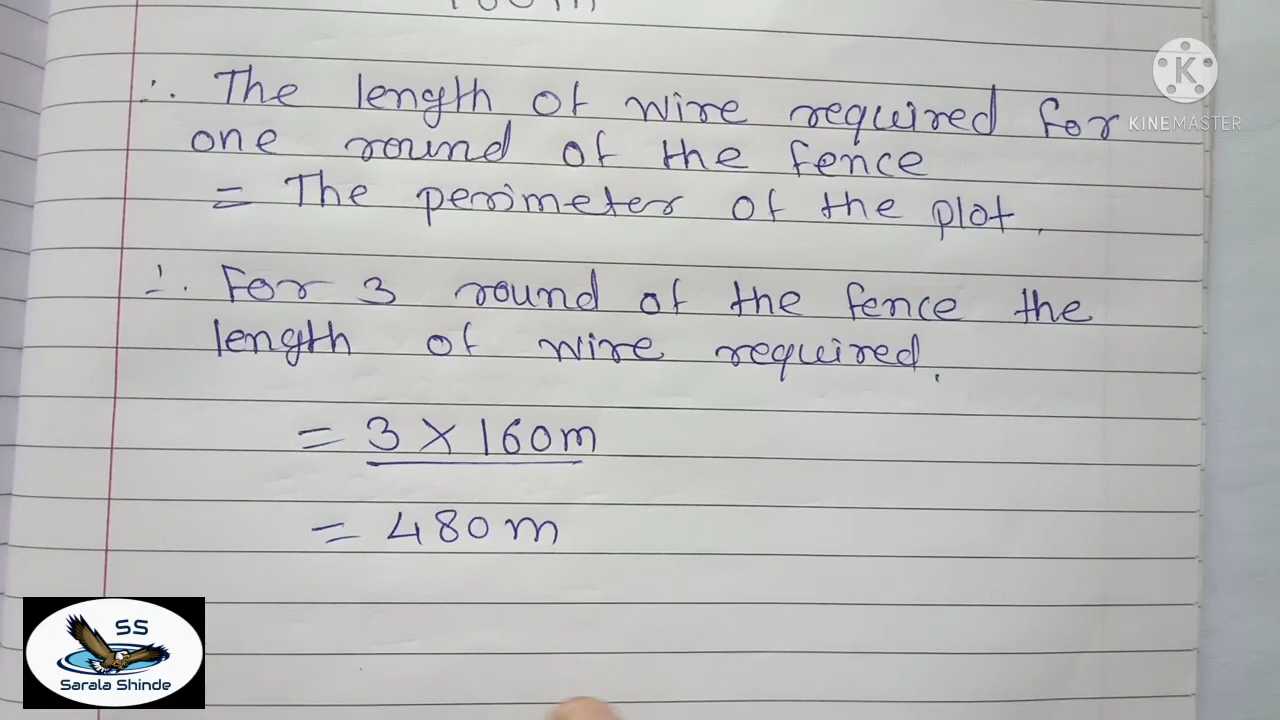 ∴ The length of wire required for
one round of the fence
= The perimeter of the plot.
∴ For 3 round of the fence the
length of wire required.
= 3 × 160m
= 480m
K
KINEMASTER
SS
Sarala Shinde